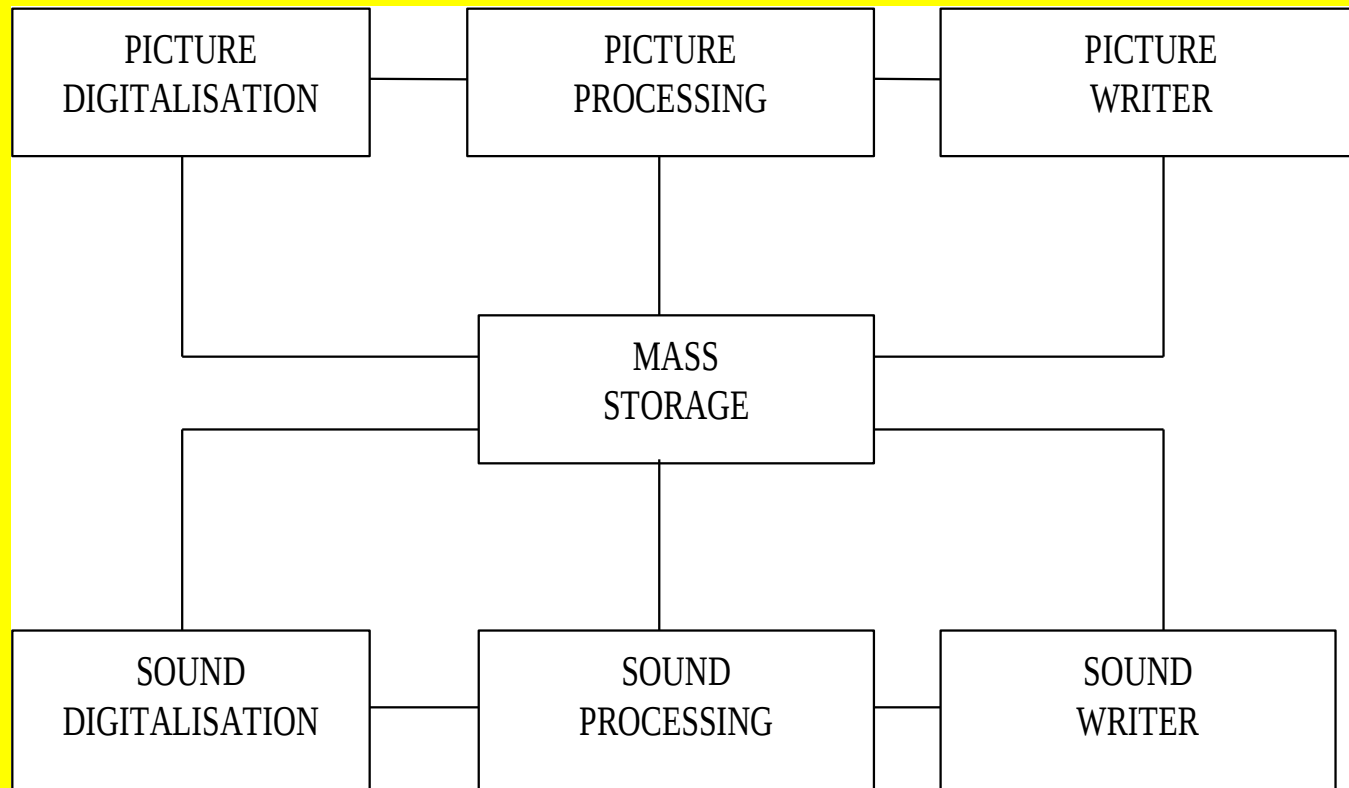 PICTURE
DIGITALISATION
PICTURE
PROCESSING
PICTURE
WRITER
MASS
STORAGE
SOUND
DIGITALISATION
SOUND
PROCESSING
SOUND
WRITER